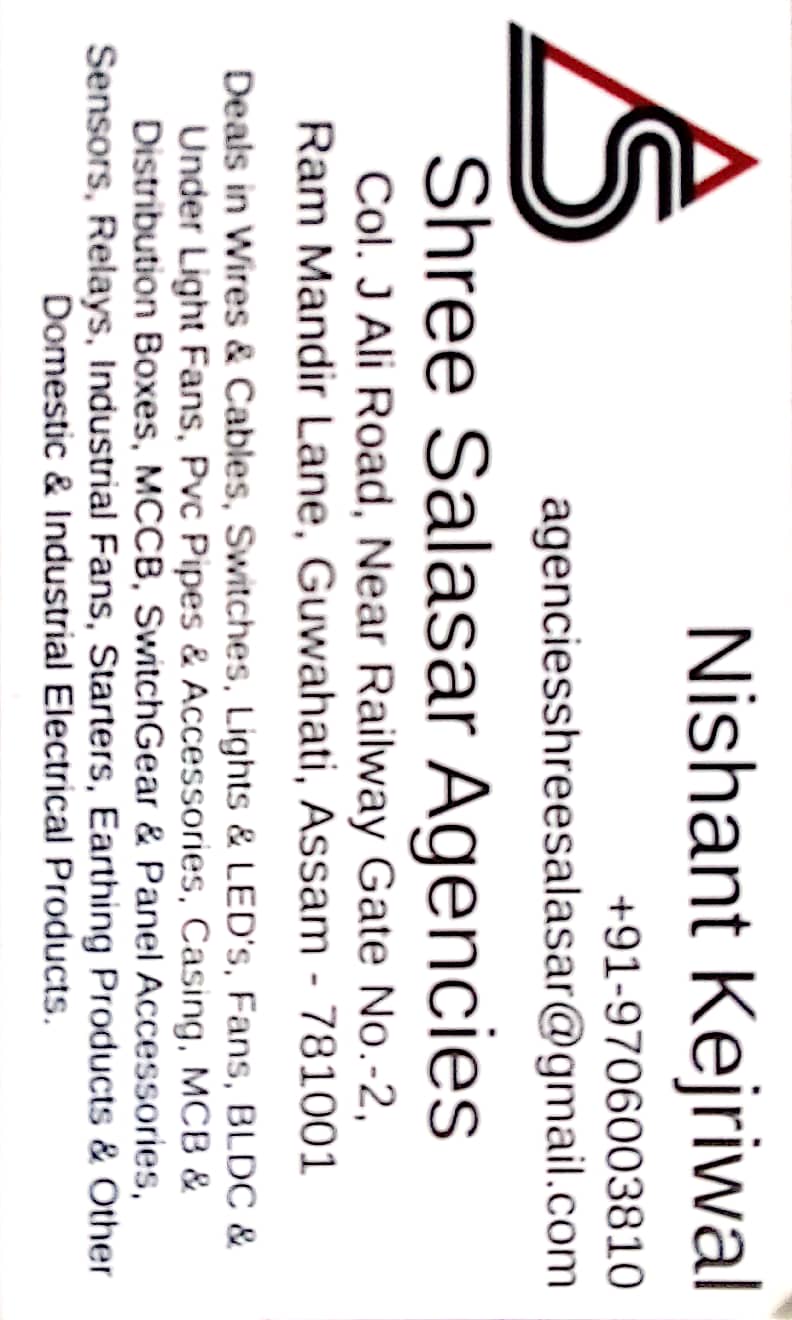 Nishant Kejriwal
+91-9706003810
agenciesshreesalasar@gmail.com
Shree Salasar Agencies
Col. J Ali Road, Near Railway Gate No.-2,
Ram Mandir Lane, Guwahati, Assam - 781001
Deals in Wires & Cables, Switches, Lights & LED's, Fans, BLDC &
Under Light Fans, Pvc Pipes & Accessories, Casing, MCB &
Distribution Boxes, MCCB, SwitchGear & Panel Accessories,
Sensors, Relays, Industrial Fans, Starters, Earthing Products & Other
Domestic & Industrial Electrical Products.